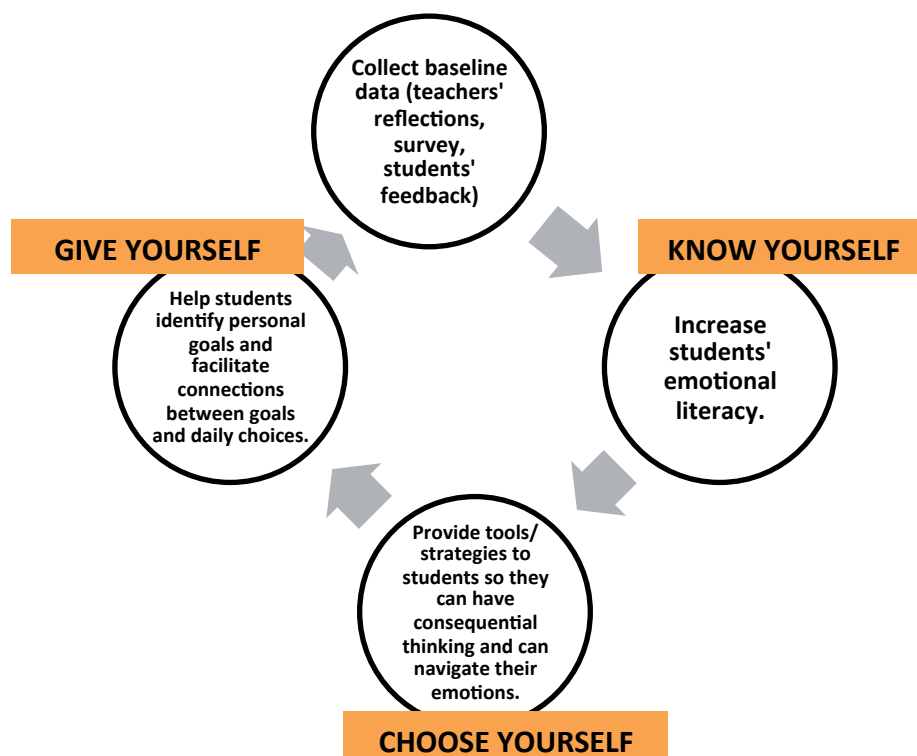 Collect baseline
data (teachers'
reflections,
survey,
students'
feedback)
GIVE YOURSELF
KNOW YOURSELF
Help students
identify personal
goals and
facilitate
connections
between goals
and daily choices.
Increase
students'
emotional
literacy.
Provide tools/
strategies to
students so they
can have
consequential
thinking and can
navigate their
emotions.
CHOOSE YOURSELF